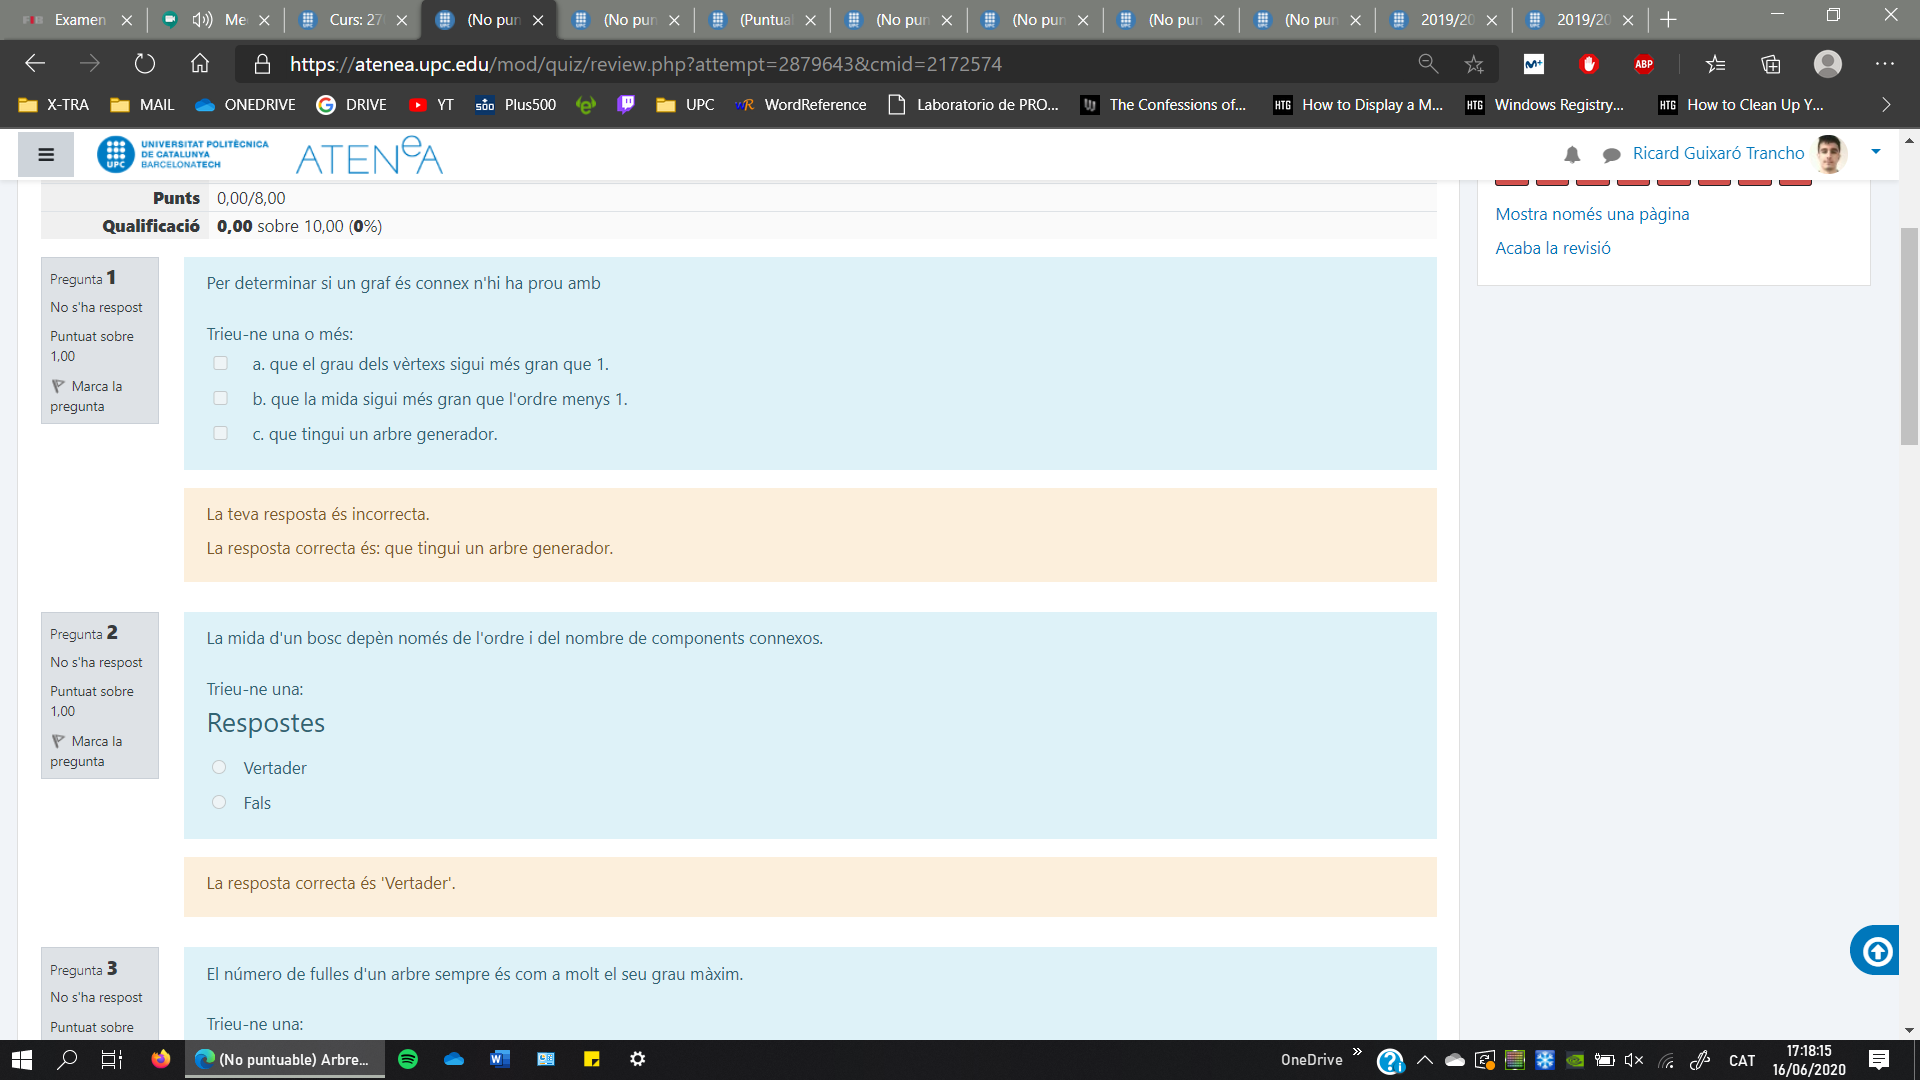 Examen
Me
Curs: 27
(No pun
(No pun
(Puntual
(No pun
(No pun
(No pun
(No pun
2019/20
2019/20
https://atenea.upc.edu/mod/quiz/review.php?attempt=2879643&cmid=2172574
ABP
X-TRA
MAIL
ONEDRIVE
DRIVE
YT
Plus500
UPC
WordReference
Laboratorio de PRO...
The Confessions of...
HTG How to Display a M...
HTG Windows Registry...
HTG How to Clean Up Y...
UPC
UNIVERSITAT POLITÈCNICA
DE CATALUNYA
BARCELONATECH
ATENeA
Ricard Guixaró Trancho
Punts 0,00/8,00
Qualificació 0,00 sobre 10,00 (0%)
Mostra només una pàgina
Acaba la revisió
Pregunta 1
No s'ha respost
Puntuat sobre
1,00
Marca la
pregunta
Per determinar si un graf és connex n'hi ha prou amb
Trieu-ne una o més:
a. que el grau dels vèrtexs sigui més gran que 1.
b. que la mida sigui més gran que l'ordre menys 1.
c. que tingui un arbre generador.
La teva resposta és incorrecta.
La resposta correcta és: que tingui un arbre generador.
Pregunta 2
No s'ha respost
Puntuat sobre
1,00
Marca la
pregunta
La mida d'un bosc depèn només de l'ordre i del nombre de components connexos.
Trieu-ne una:
Respostes
Vertader
Fals
La resposta correcta és 'Vertader'.
Pregunta 3
No s'ha respost
Puntuat sobre
El número de fulles d'un arbre sempre és com a molt el seu grau màxim.
Trieu-ne una:
(No puntuable) Arbre...
OneDrive
CAT
17:18:15
16/06/2020